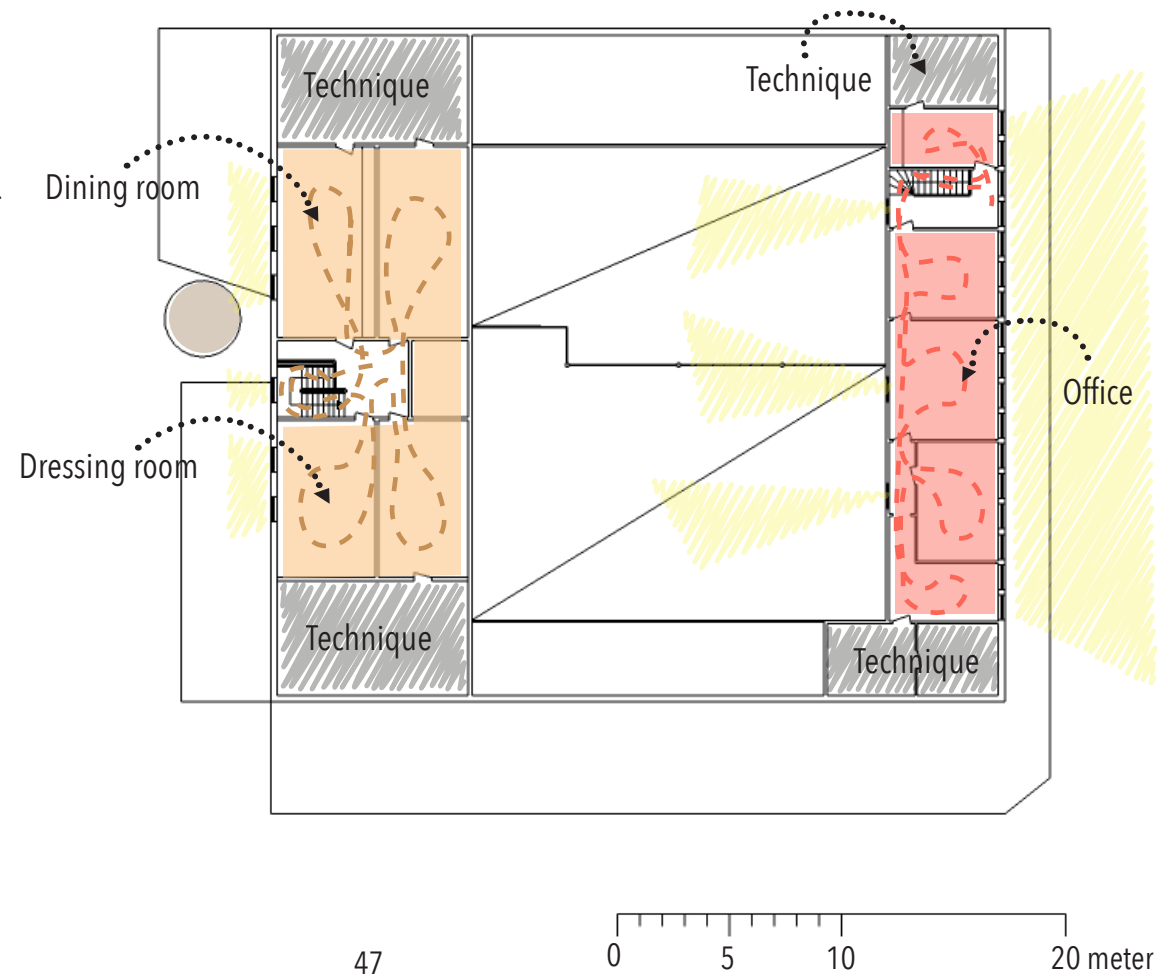 Technique
Technique
Dining room
Office
Dressing room
Technique
Technique
0 5 10 20 meter
47